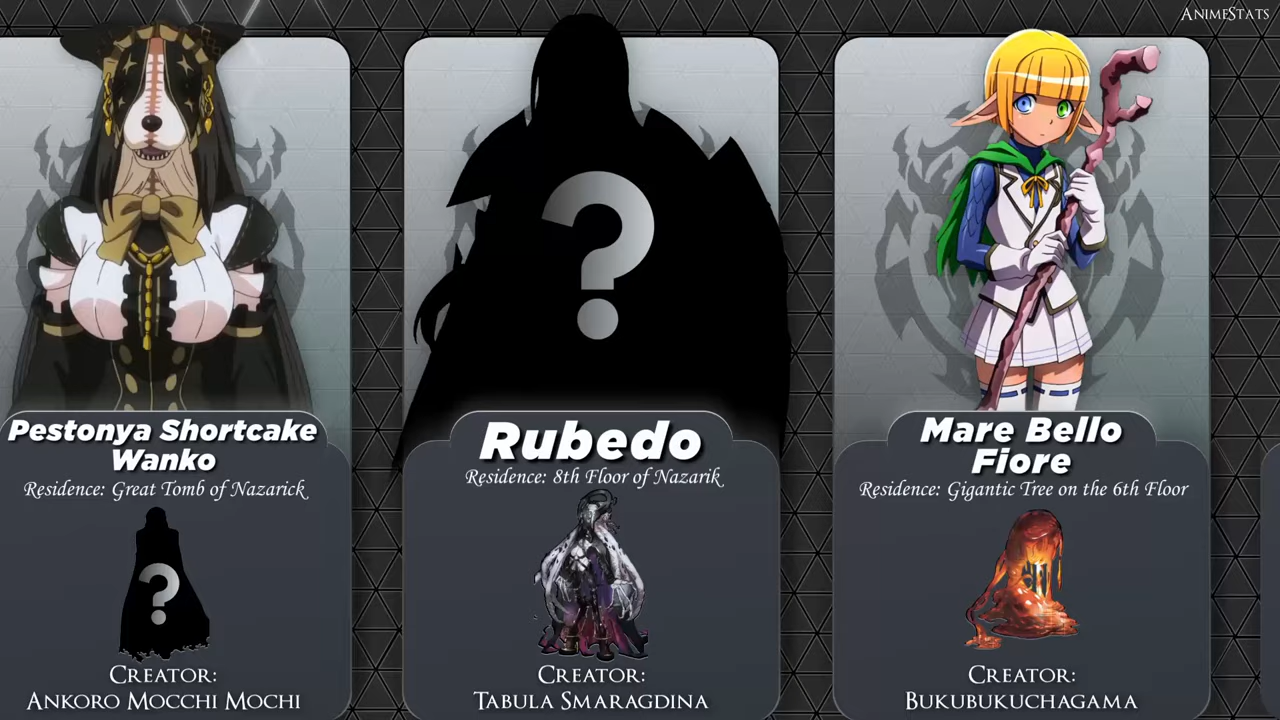 AnimeStats
Pestonya Shortcake
Wanko
Residence: Great Tomb of Nazarick
?
Creator:
Ankoro Mocchi Mochi
?
Rubedo
Residence: 8th Floor of Nazarik
Creator:
Tabula Smaragdina
Mare Bello
Fiore
Residence: Gigantic Tree on the 6th Floor
Creator:
Bukubukuchagama